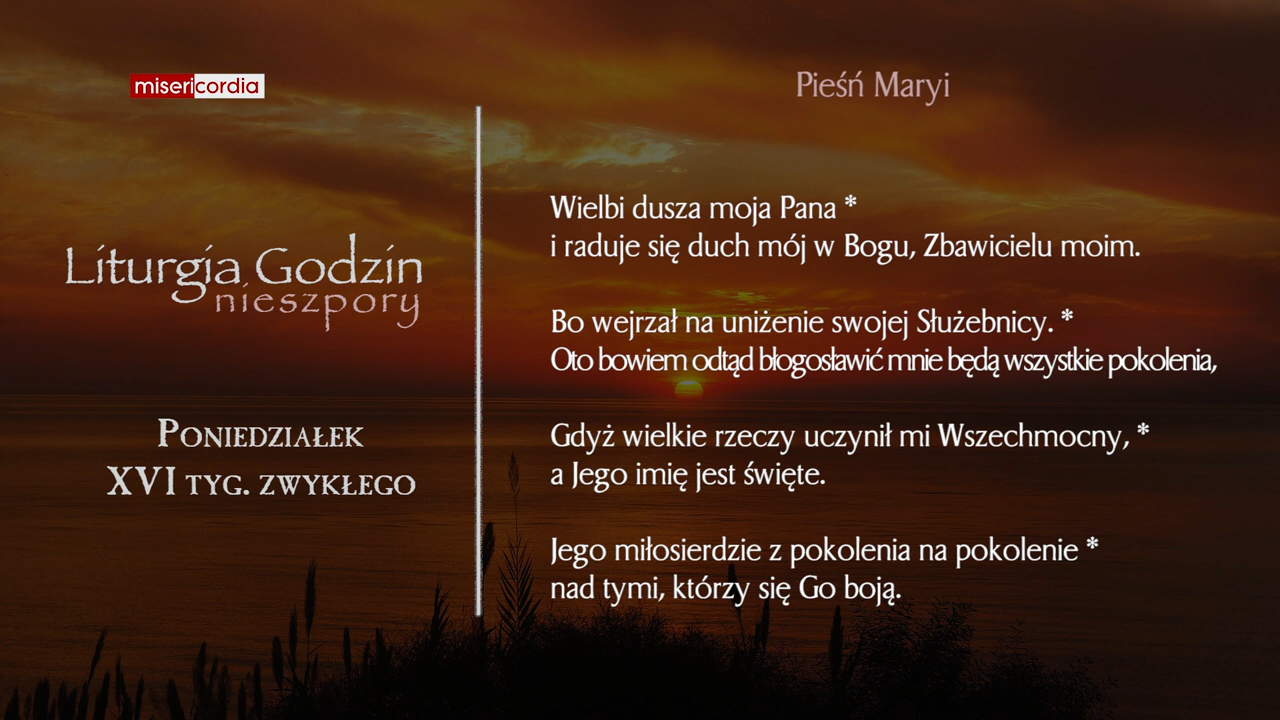 misericordia
Liturgia Godzin
nieszpory
Poniedziałek
XVI tyg. zwykłego
Pieśń Maryi
Wielbi dusza moja Pana *
i raduje się duch mój w Bogu, Zbawicielu moim.
Bo wejrzał na uniżenie swojej Służebnicy. *
Oto bowiem odtąd błogosławić mnie będą wszystkie pokolenia,
Gdyż wielkie rzeczy uczynił mi Wszechmocny, *
a Jego imię jest święte.
Jego miłosierdzie z pokolenia na pokolenie *
nad tymi, którzy się Go boją.